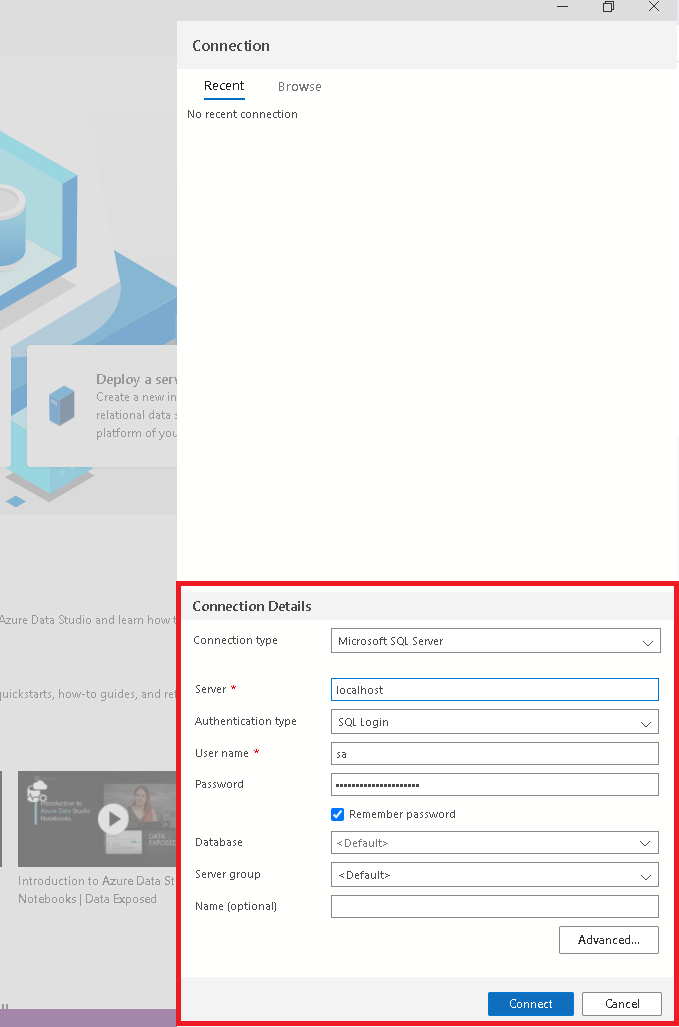 Connection
Recent Browse
No recent connection
Deploy a serv
Create a new in
relational data s
platform of you
Azure Data Studio and learn how t
quickstarts, how-to guides, and ref
Introduction to
Azure Data Studio
Notebooks
DATA
EXPOSED
Introduction to Azure Data St
Notebooks | Data Exposed
Connection Details
Connection type Microsoft SQL Server
Server * localhost
Authentication type SQL Login
User name * sa
Password ••••••••••••••••••••
Remember password
Database <Default>
Server group <Default>
Name (optional)
Advanced...
Connect Cancel